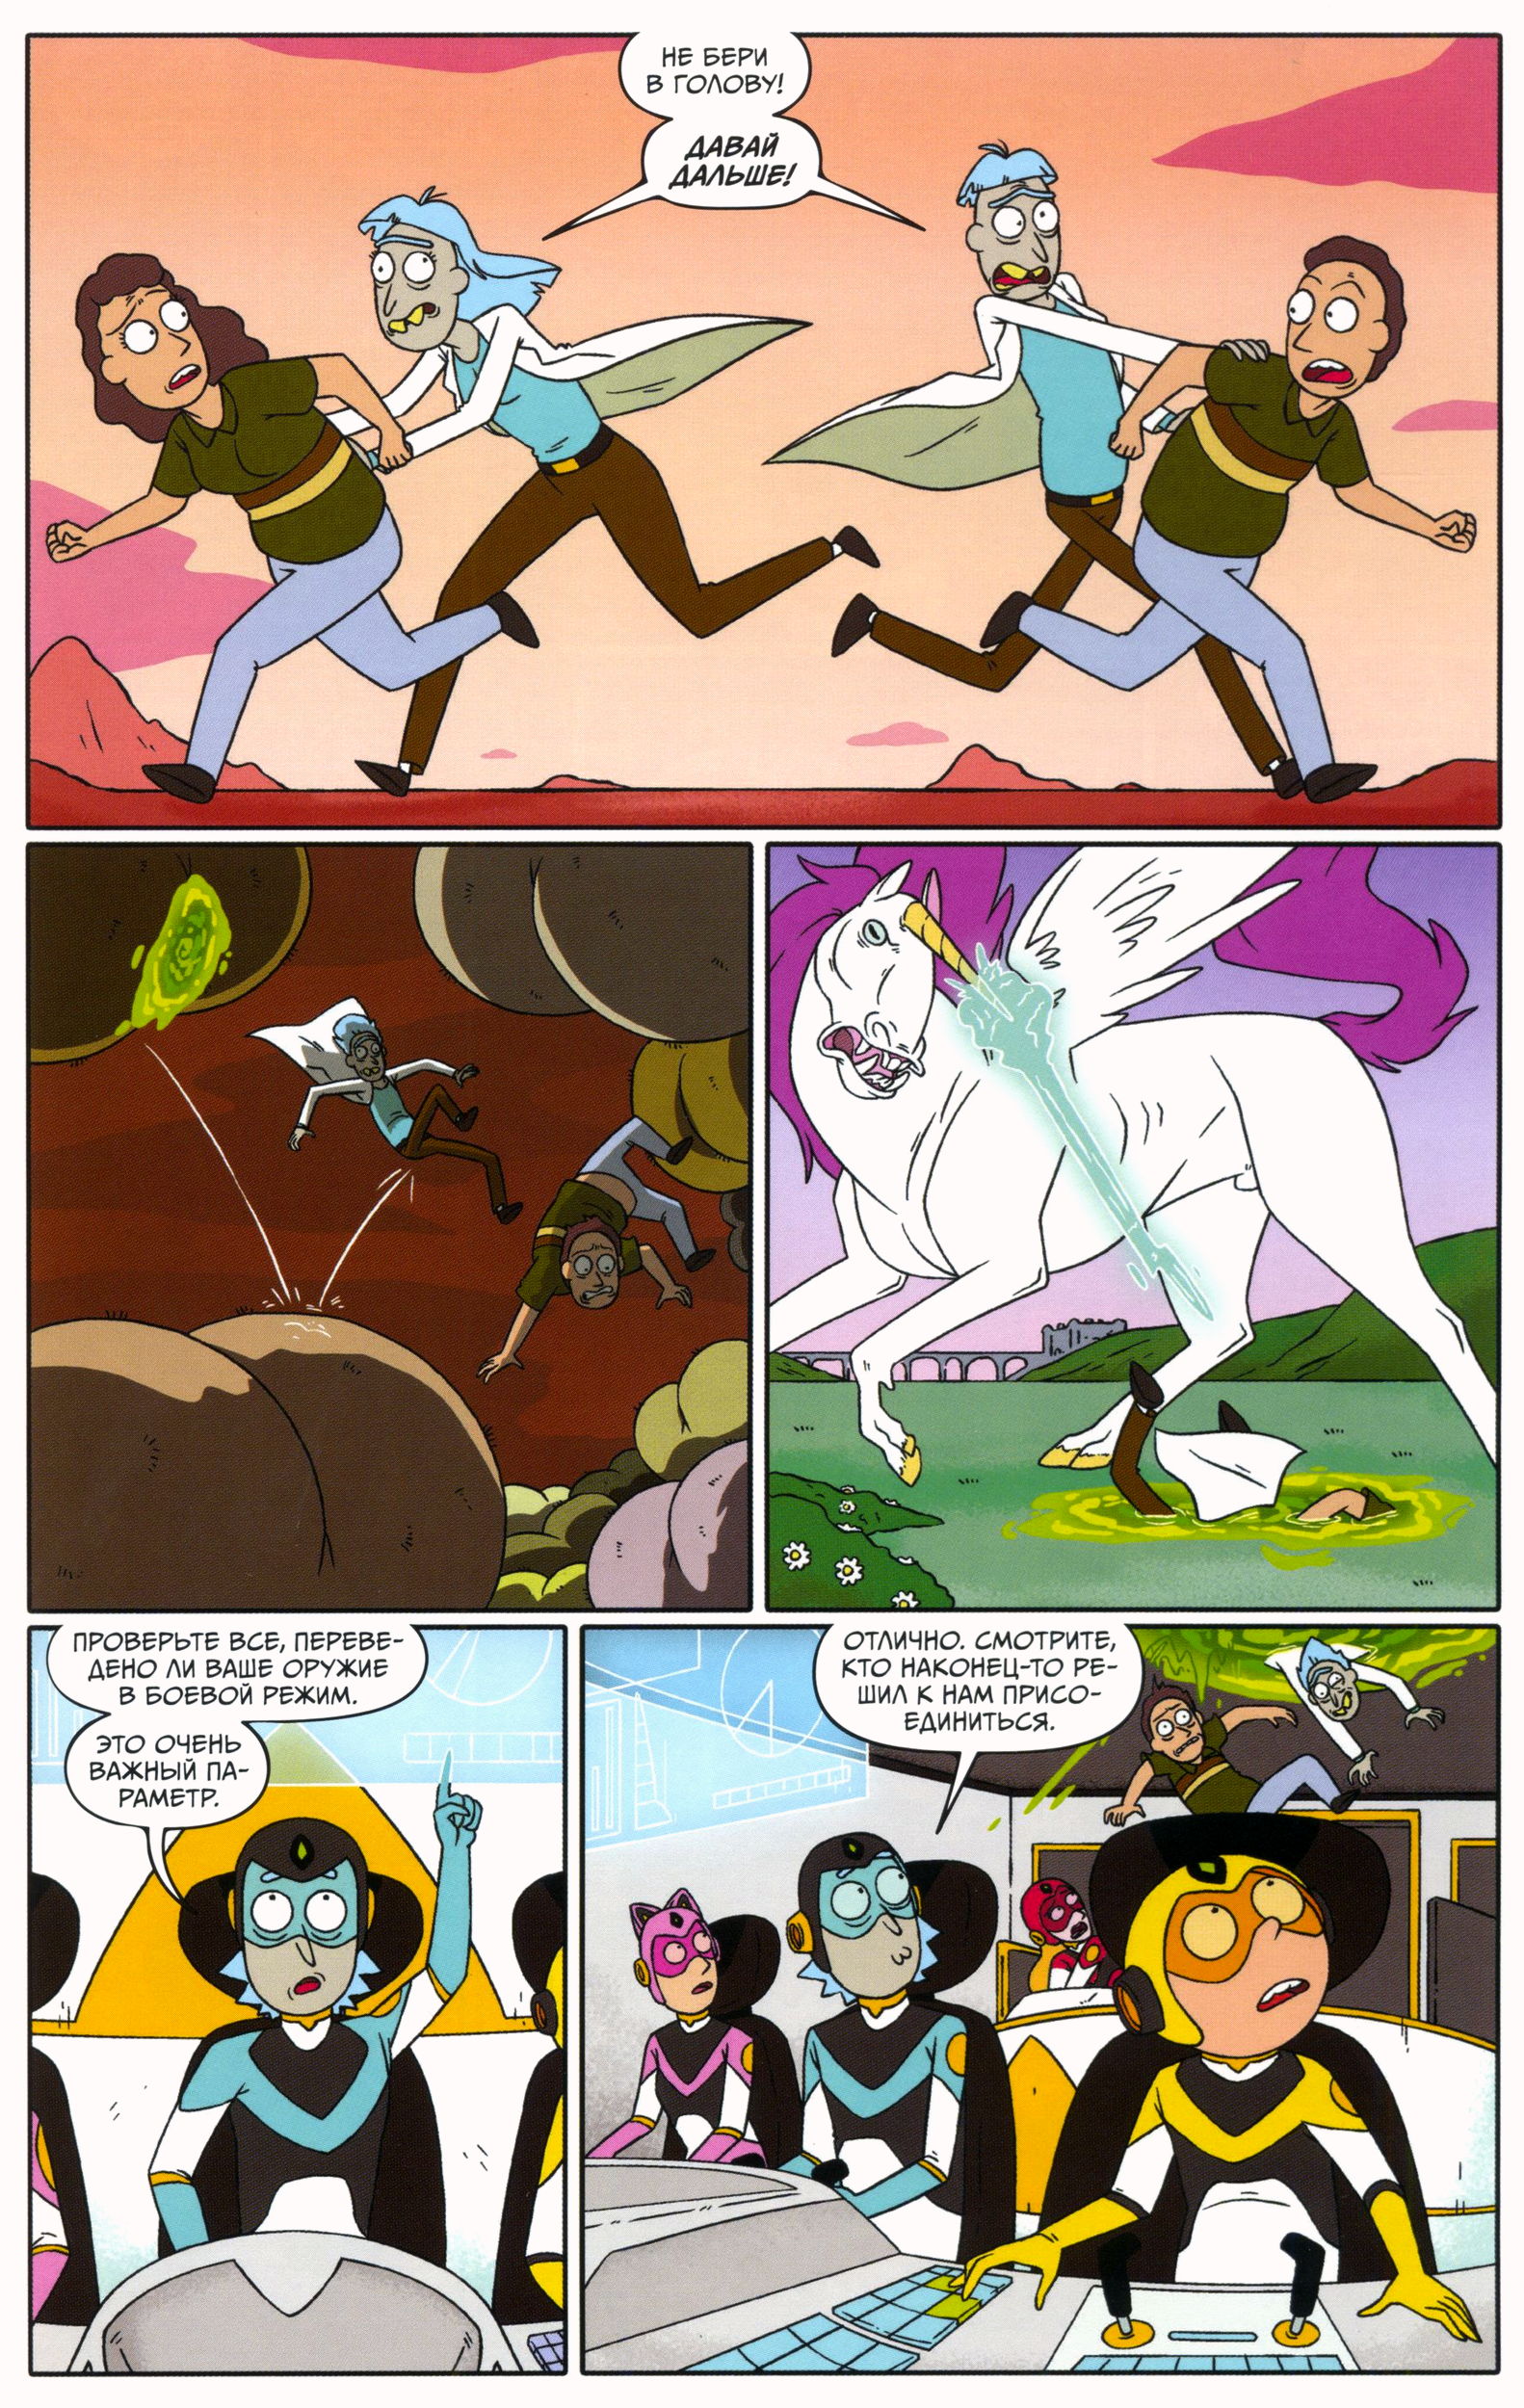 НЕ БЕРИ
В ГОЛОВУ!
ДАВАЙ
ДАЛЬШЕ!
ПРОВЕРЬТЕ ВСЕ, ПЕРЕВЕ-
ДЕНО ЛИ ВАШЕ ОРУЖИЕ
В БОЕВОЙ РЕЖИМ.
ЭТО ОЧЕНЬ
ВАЖНЫЙ ПА-
РАМЕТР.
ОТЛИЧНО. СМОТРИТЕ,
КТО НАКОНЕЦ-ТО РЕ-
ШИЛ К НАМ ПРИСО-
ЕДИНИТЬСЯ.